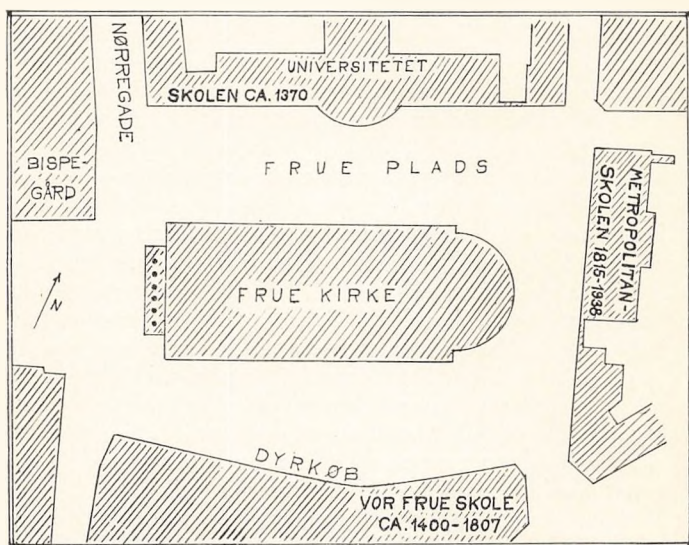 NØRREGADE
UNIVERSITETET
SKOLEN CA. 1370
BISPE-
GÅRD
FRUE PLADS
METROPOLITAN-
SKOLEN 1815-1938
FRUE KIRKE
N
DYRKØB
VOR FRUE SKOLE
CA. 1400-1807